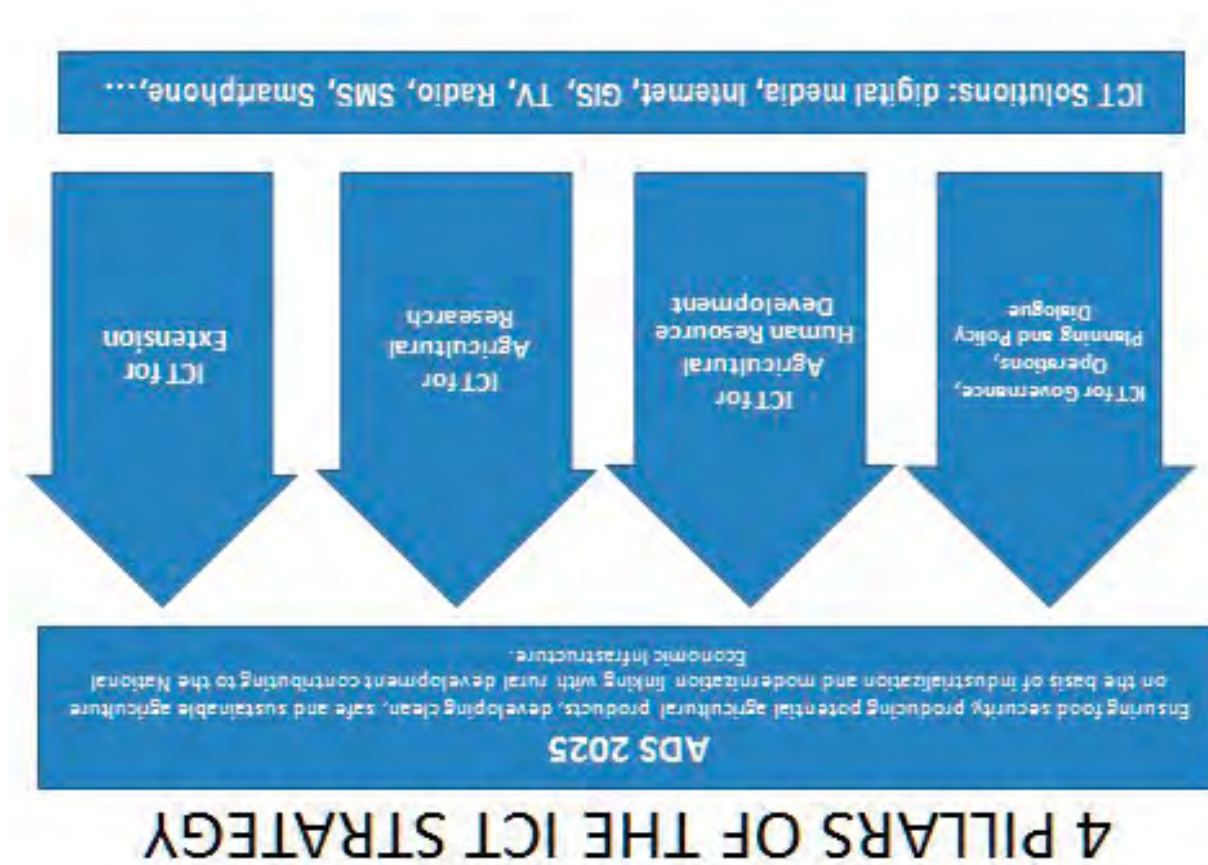 4 PILLARS OF THE ICT STRATEGY
ADS 2025
Ensuring food security producing potential agricultural products, developing clean, safe and sustainable agriculture
on the basis of industrialization and modernization linking with rural development contributing to the National
Economic Infrastructure.
ICT for Governance,
Operations,
Planning and Policy
Dialogue
ICT for
Agricultural
Human Resource
Development
ICT for
Agricultural
Research
ICT for
Extension
ICT Solutions: digital media, Internet, GIS, TV, Radio, SMS, Smartphone,....